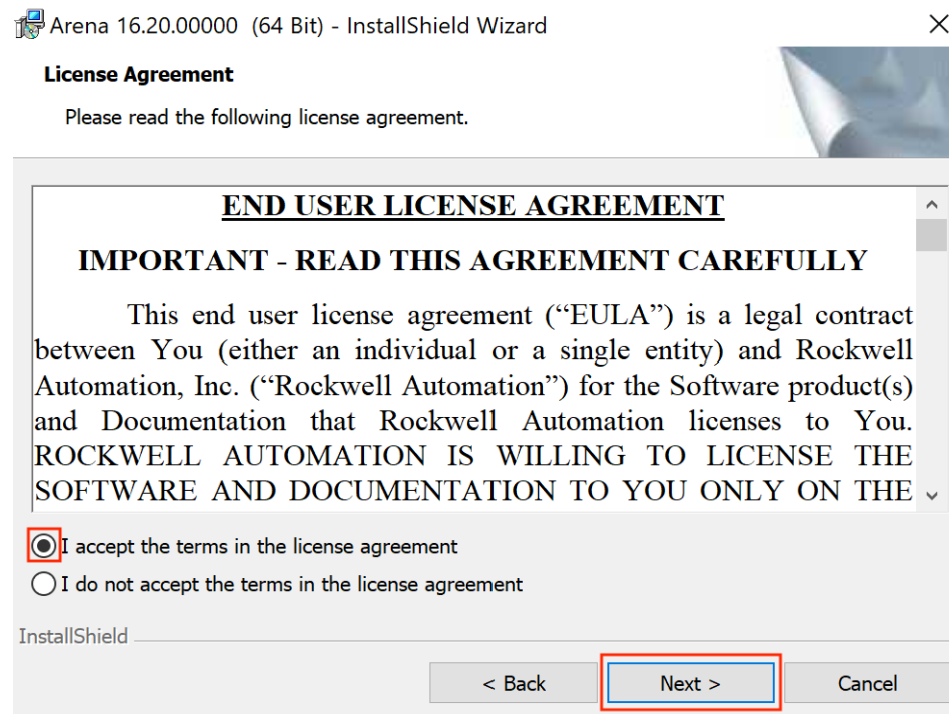 Arena 16.20.00000 (64 Bit) - InstallShield Wizard
License Agreement
Please read the following license agreement.
END USER LICENSE AGREEMENT
IMPORTANT - READ THIS AGREEMENT CAREFULLY
This end user license agreement (“EULA”) is a legal contract
between You (either an individual or a single entity) and Rockwell
Automation, Inc. (“Rockwell Automation”) for the Software product(s)
and Documentation that Rockwell Automation licenses to You.
ROCKWELL AUTOMATION IS WILLING TO LICENSE THE
SOFTWARE AND DOCUMENTATION TO YOU ONLY ON THE
I accept the terms in the license agreement
I do not accept the terms in the license agreement
InstallShield
< Back
Next >
Cancel